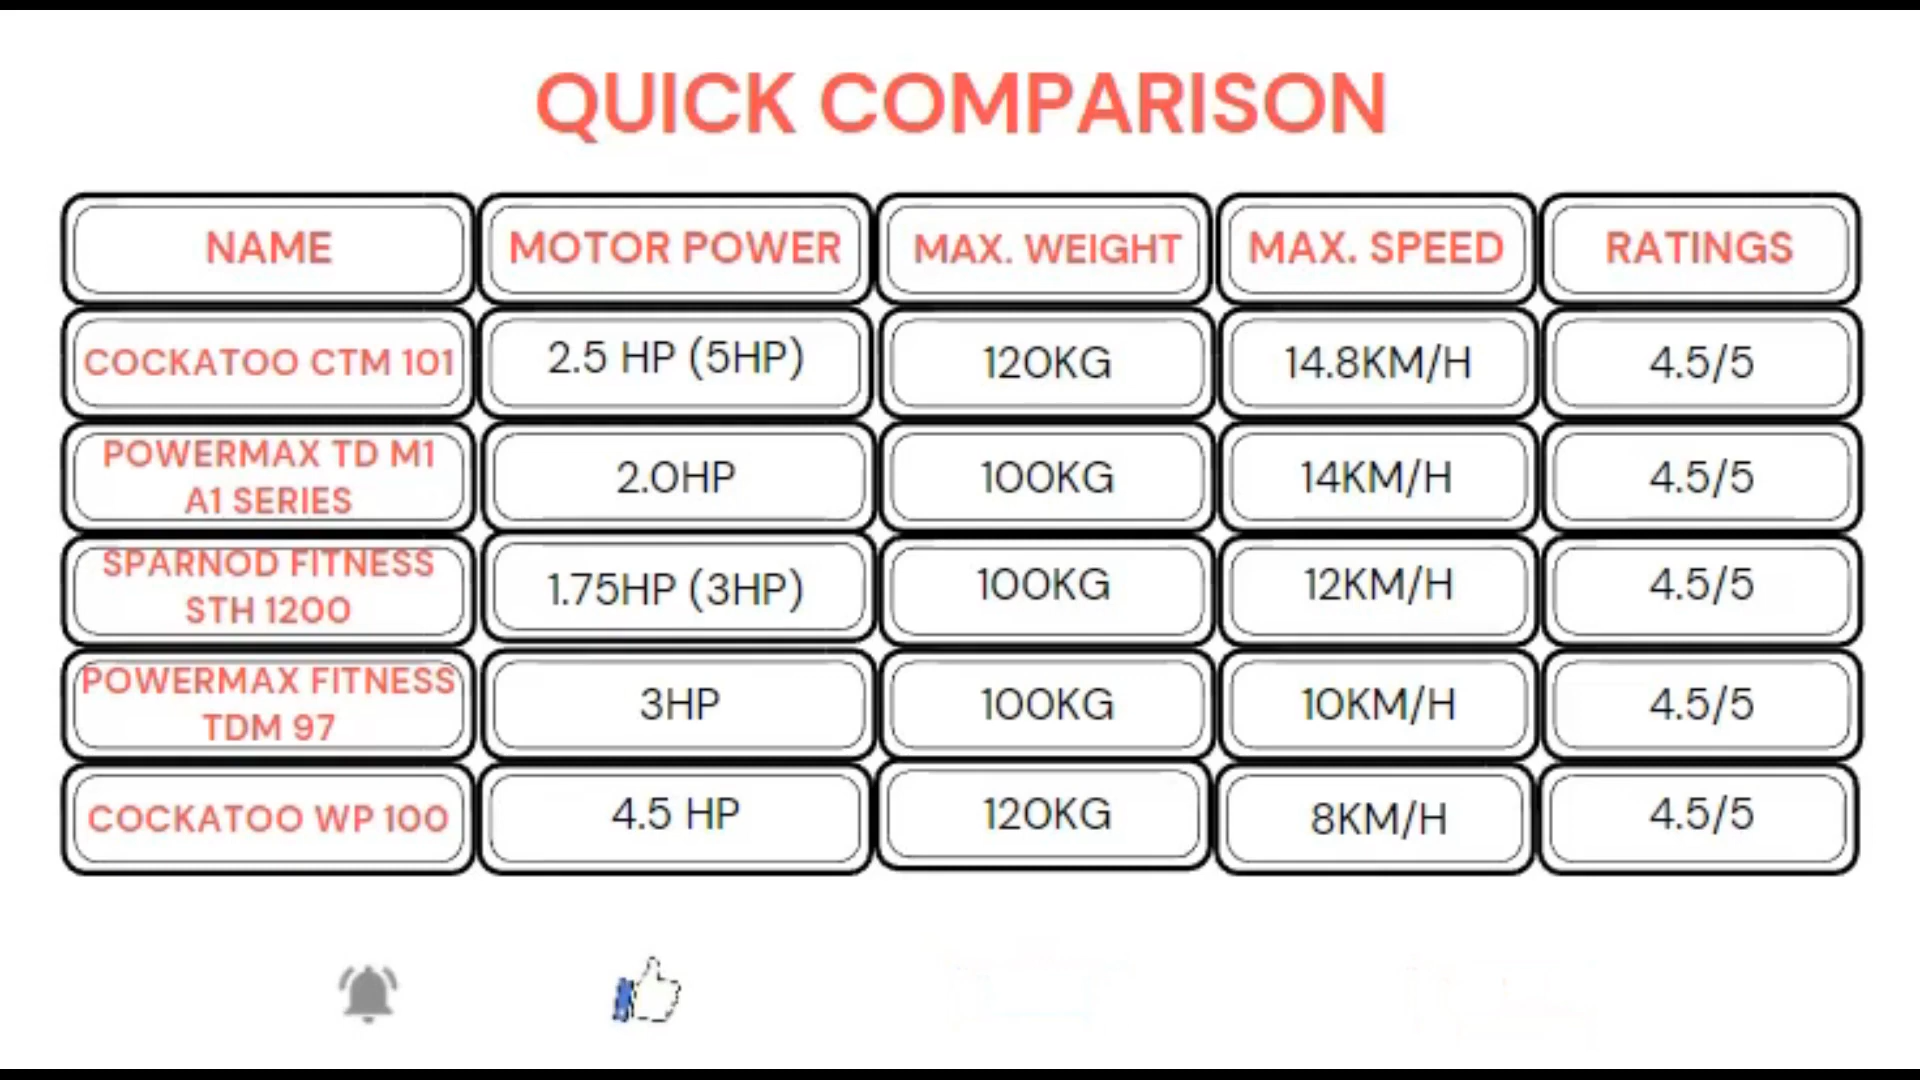 QUICK COMPARISON
NAME MOTOR POWER MAX. WEIGHT MAX. SPEED RATINGS
COCKATOO CTM 101 2.5 HP (5HP) 120KG 14.8KM/H 4.5/5
POWERMAX TD M1
A1 SERIES 2.0HP 100KG 14KM/H 4.5/5
SPARNOD FITNESS
STH 1200 1.75HP (3HP) 100KG 12KM/H 4.5/5
POWERMAX FITNESS
TDM 97 3HP 100KG 10KM/H 4.5/5
COCKATOO WP 100 4.5 HP 120KG 8KM/H 4.5/5